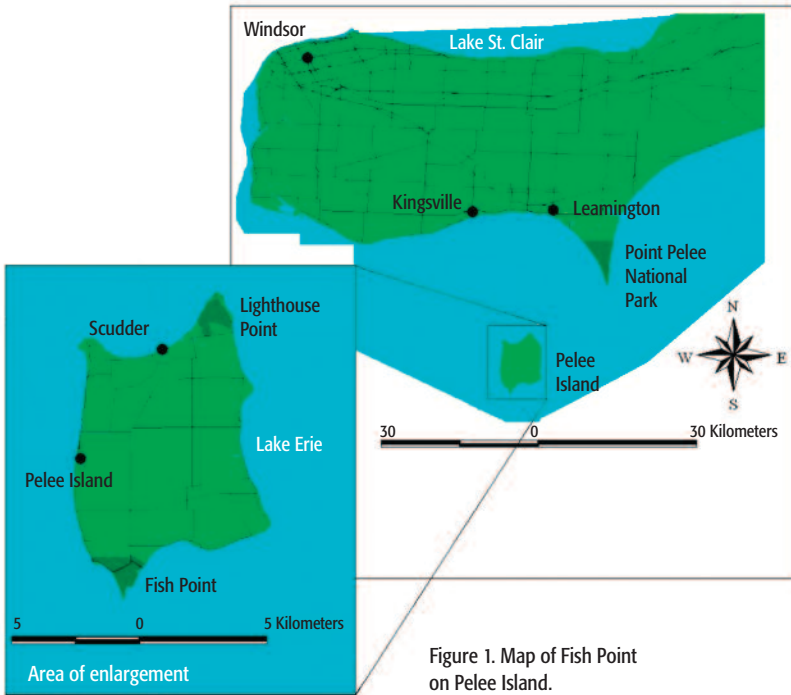 Windsor
Lake St. Clair
Kingsville
Leamington
Point Pelee
National
Park
Lighthouse
Point
Scudder
N
W E
S
Pelee
Island
30 0 30 Kilometers
Lake Erie
Pelee Island
Fish Point
5 0 5 Kilometers
Area of enlargement
Figure 1. Map of Fish Point
on Pelee Island.